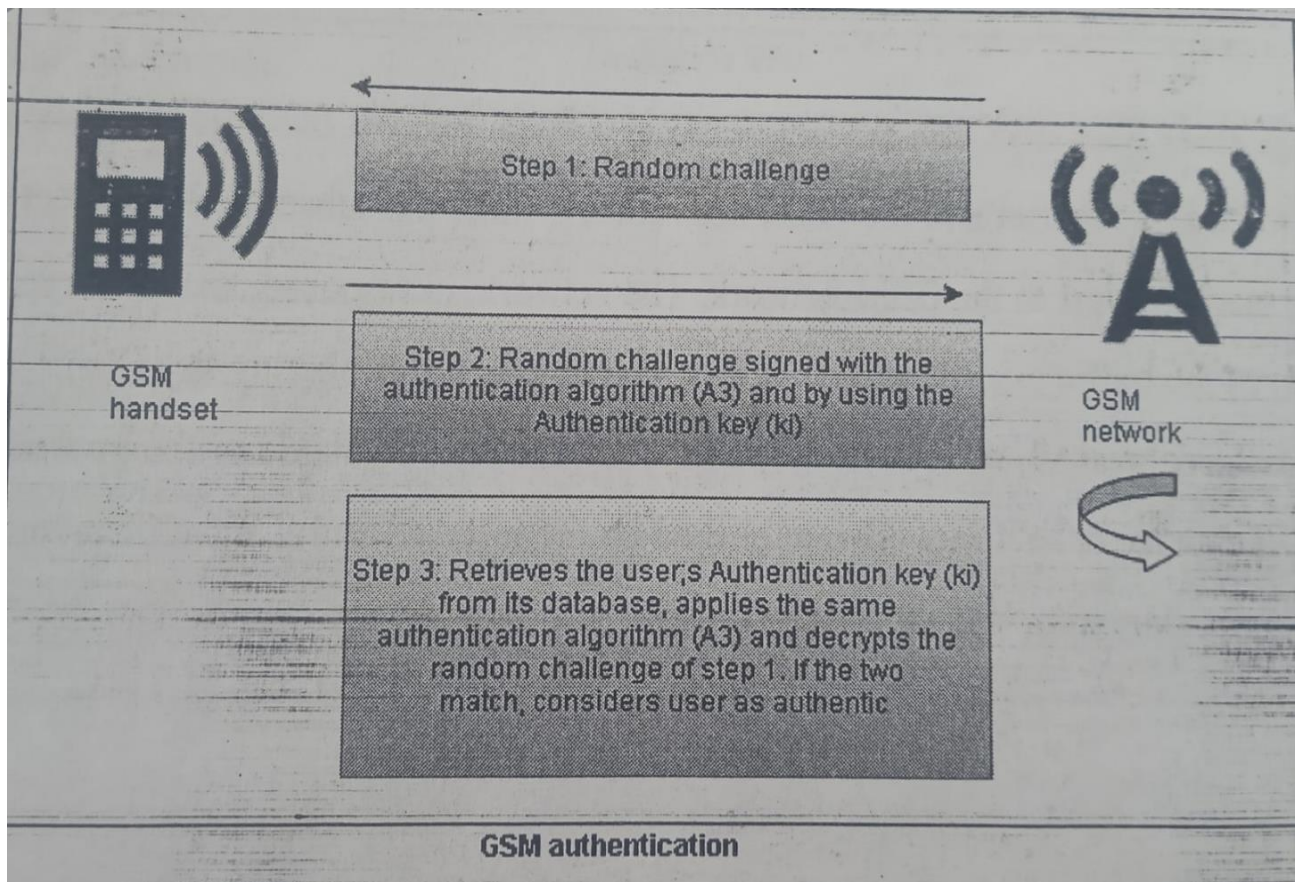 Step 1: Random challenge
GSM
handset
Step 2: Random challenge signed with the
authentication algorithm (A3) and by using the
Authentication key (ki)
GSM
network
Step 3: Retrieves the user;s Authentication key (ki)
from its database, applies the same
authentication algorithm (A3) and decrypts the
random challenge of step 1. If the two
match, considers user as authentic
GSM authentication